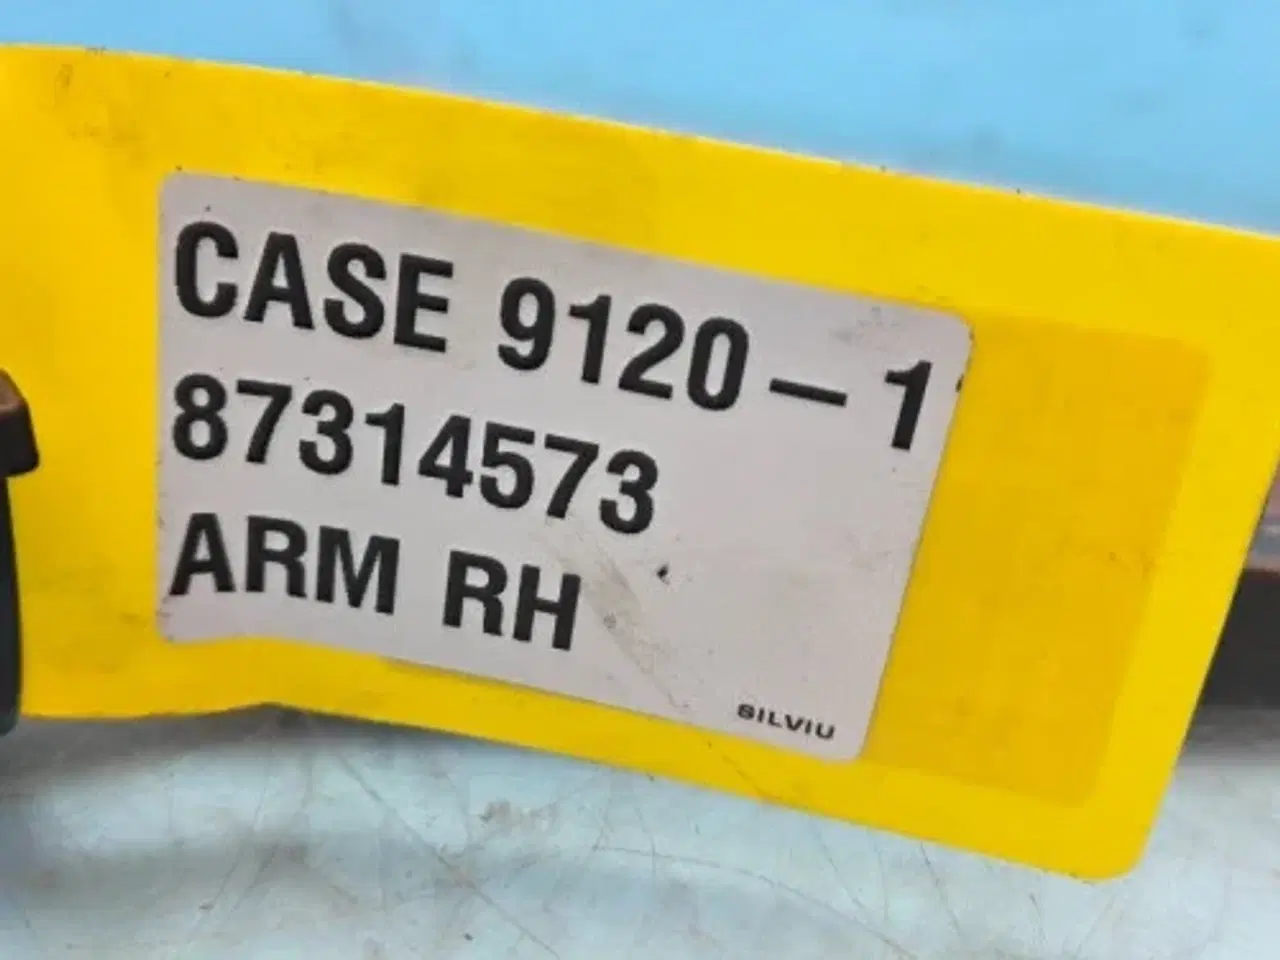 CASE 9120-1
87314573
ARM RH
SILVIU